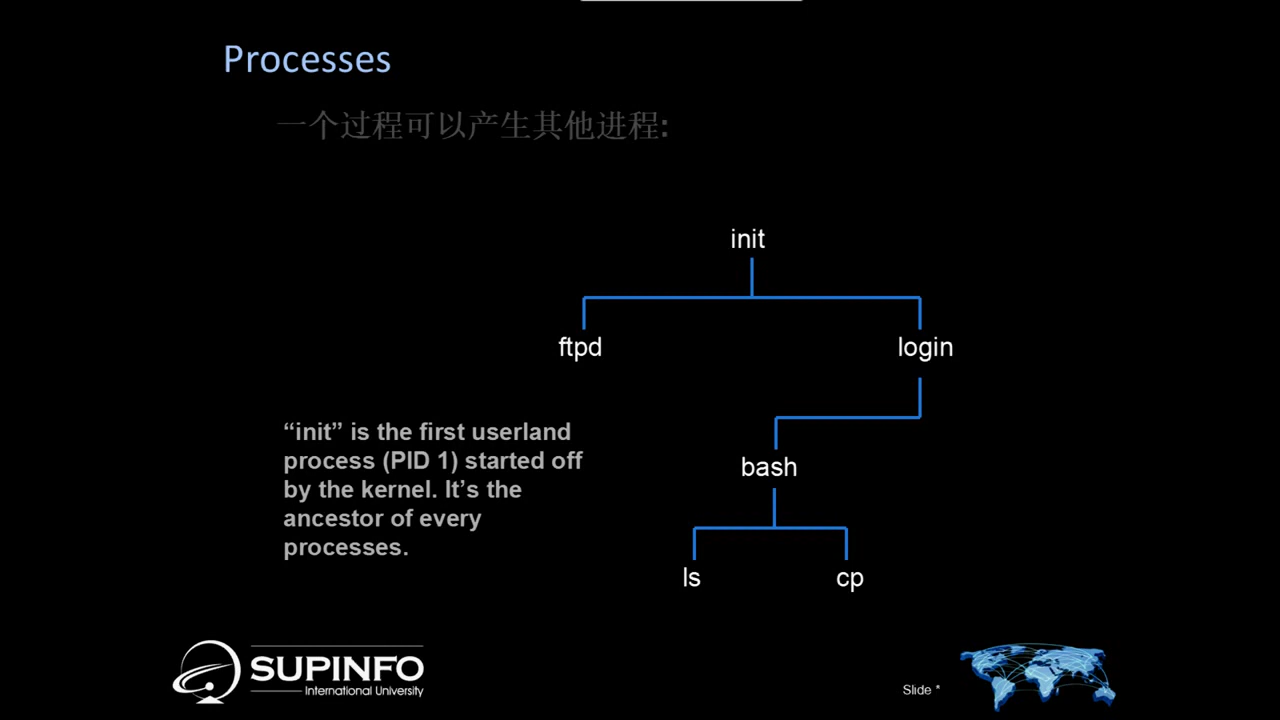 Processes
一个过程可以产生其他进程:
init
ftpd
login
“init” is the first userland
process (PID 1) started off
by the kernel. It’s the
ancestor of every
processes.
bash
ls
cp
SUPINFO
International University
Slide *